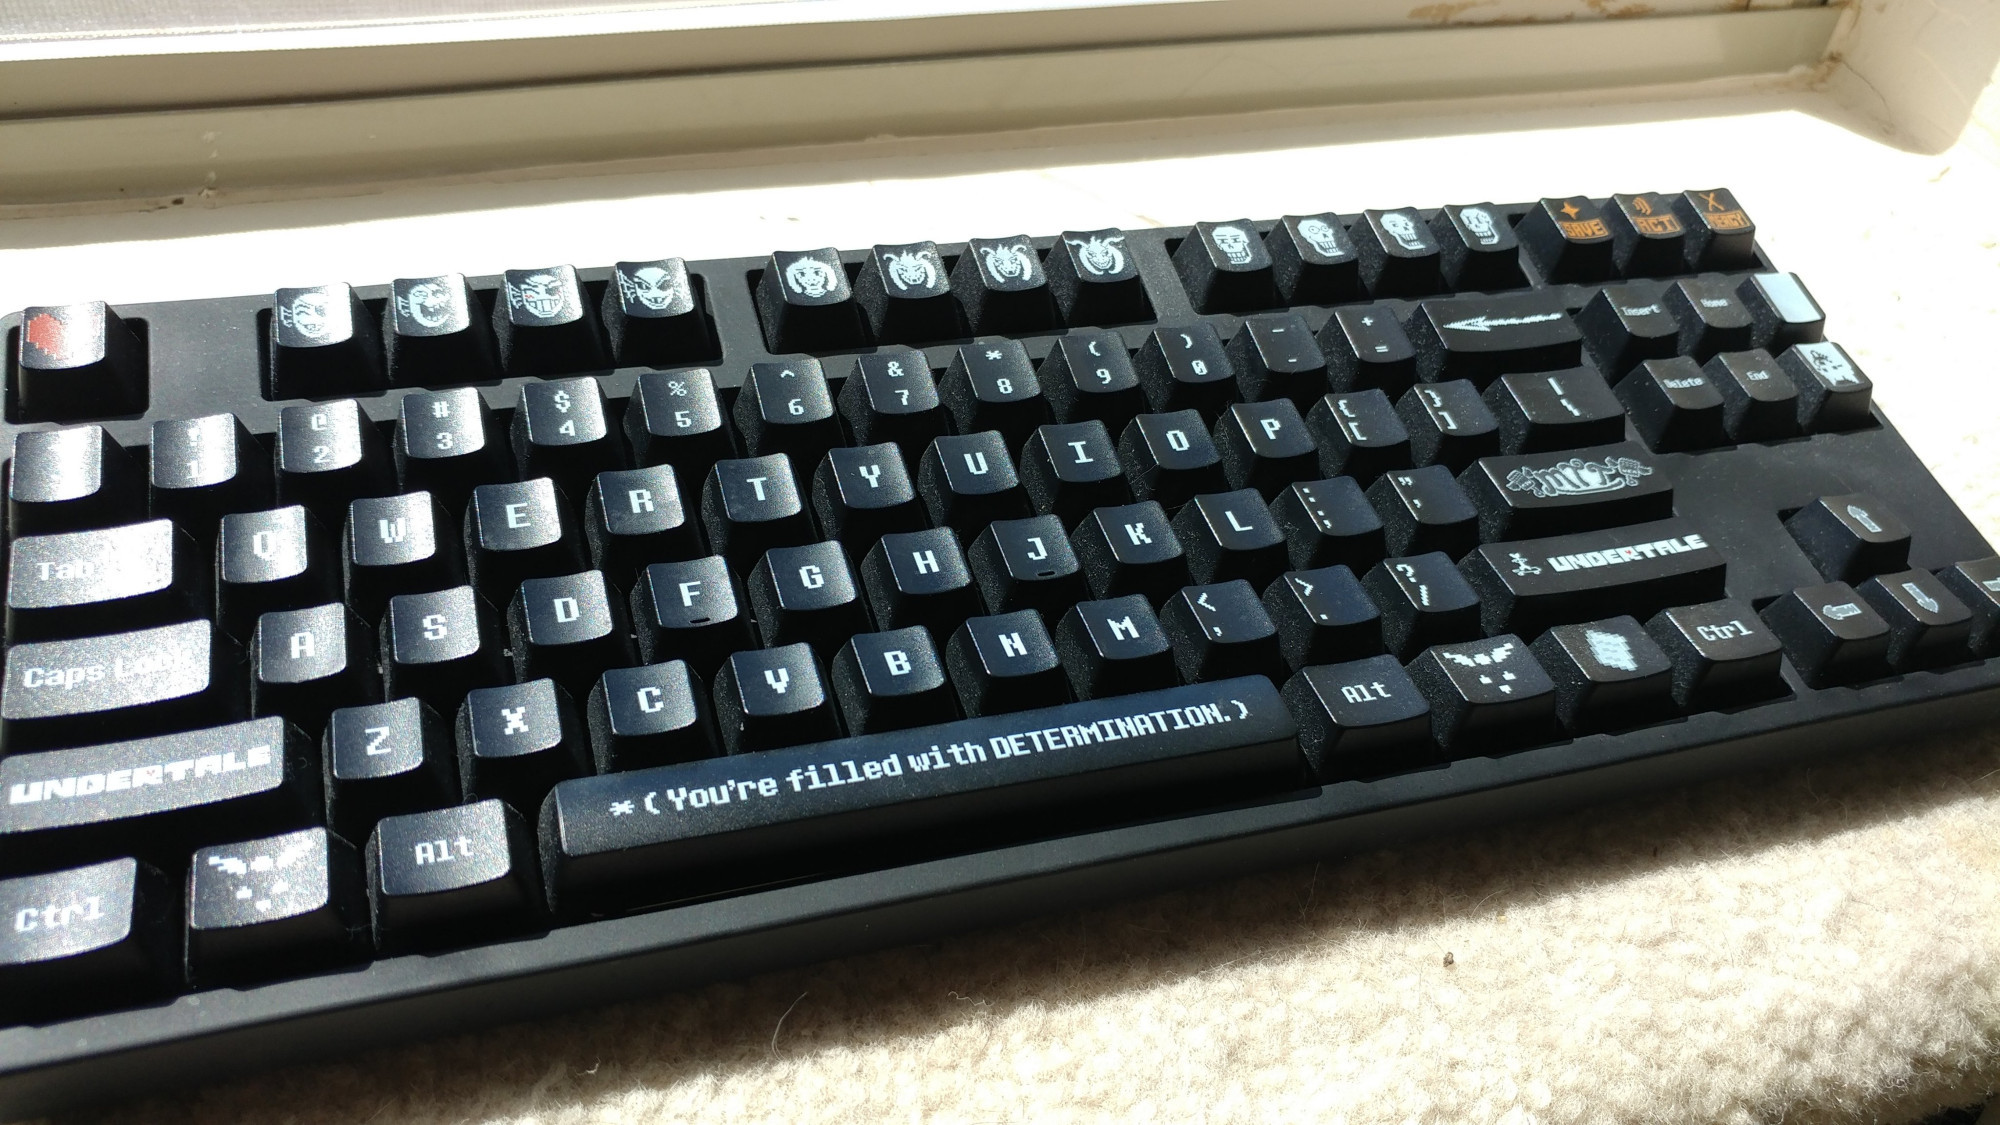 SAVE ACT MERCY
! @ # $ % ^ & * ( ) - +
1 2 3 4 5 6 7 8 9 0 - =
Insert Home
Tab Q W E R T Y U I O P { [ } ] | \
Delete End
Caps Lock A S D F G H J K L : ; " '
UNDERTALE Z X C V B N M < , > . ? / UNDERTALE
Ctrl Alt *(You're filled with DETERMINATION.) Alt Ctrl